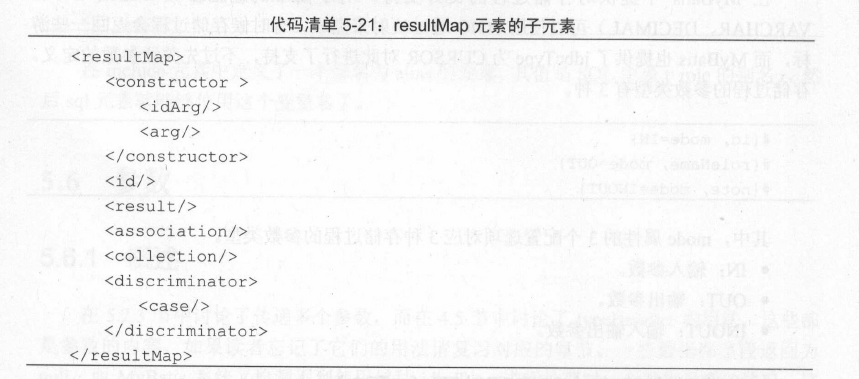 代码清单 5-21：resultMap 元素的子元素
<resultMap>
<constructor >
<idArg/>
<arg/>
</constructor>
<id/>
<result/>
<association/>
<collection/>
<discriminator>
<case/>
</discriminator>
</resultMap>